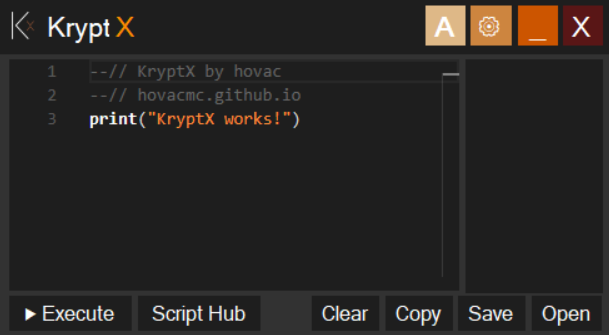 KryptX
A
_
X
1 --// KryptX by hovac
2 --// hovacmc.github.io
3 print("KryptX works!")
Execute
Script Hub
Clear
Copy
Save
Open